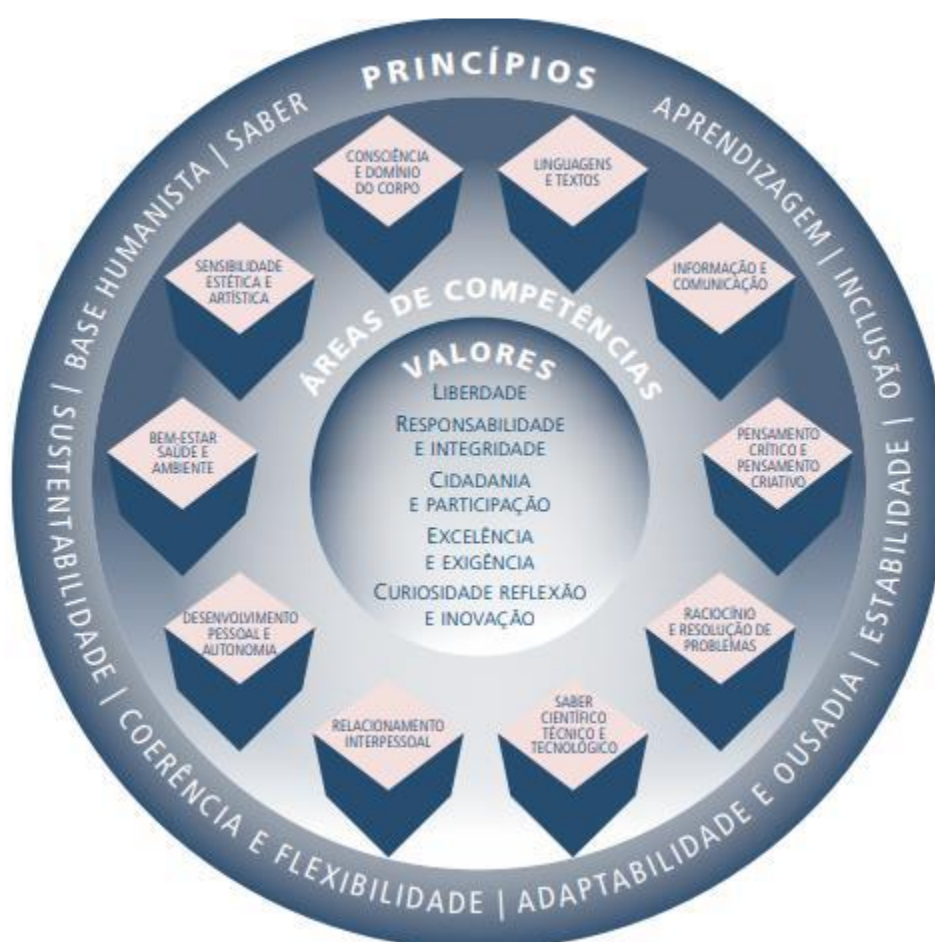 PRINCÍPIOS
APRENDIZAGEM | INCLUSÃO | ESTABILIDADE | ADAPTABILIDADE E OUSADIA | COERÊNCIA E FLEXIBILIDADE | SUSTENTABILIDADE | BASE HUMANISTA | SABER
CONSCIÊNCIA
E DOMÍNIO
DO CORPO
LINGUAGENS
E TEXTOS
SENSIBILIDADE
ESTÉTICA E
ARTÍSTICA
INFORMAÇÃO E
COMUNICAÇÃO
ÁREAS DE COMPETÊNCIAS
VALORES
LIBERDADE
RESPONSABILIDADE
E INTEGRIDADE
CIDADANIA
E PARTICIPAÇÃO
EXCELÊNCIA
E EXIGÊNCIA
CURIOSIDADE REFLEXÃO
E INOVAÇÃO
BEM-ESTAR
SAÚDE E
AMBIENTE
PENSAMENTO
CRÍTICO E
PENSAMENTO
CRIATIVO
DESENVOLVIMENTO
PESSOAL E
AUTONOMIA
RACIOCÍNIO
E RESOLUÇÃO DE
PROBLEMAS
RELACIONAMENTO
INTERPESSOAL
SABER
CIENTÍFICO
TÉCNICO E
TECNOLÓGICO